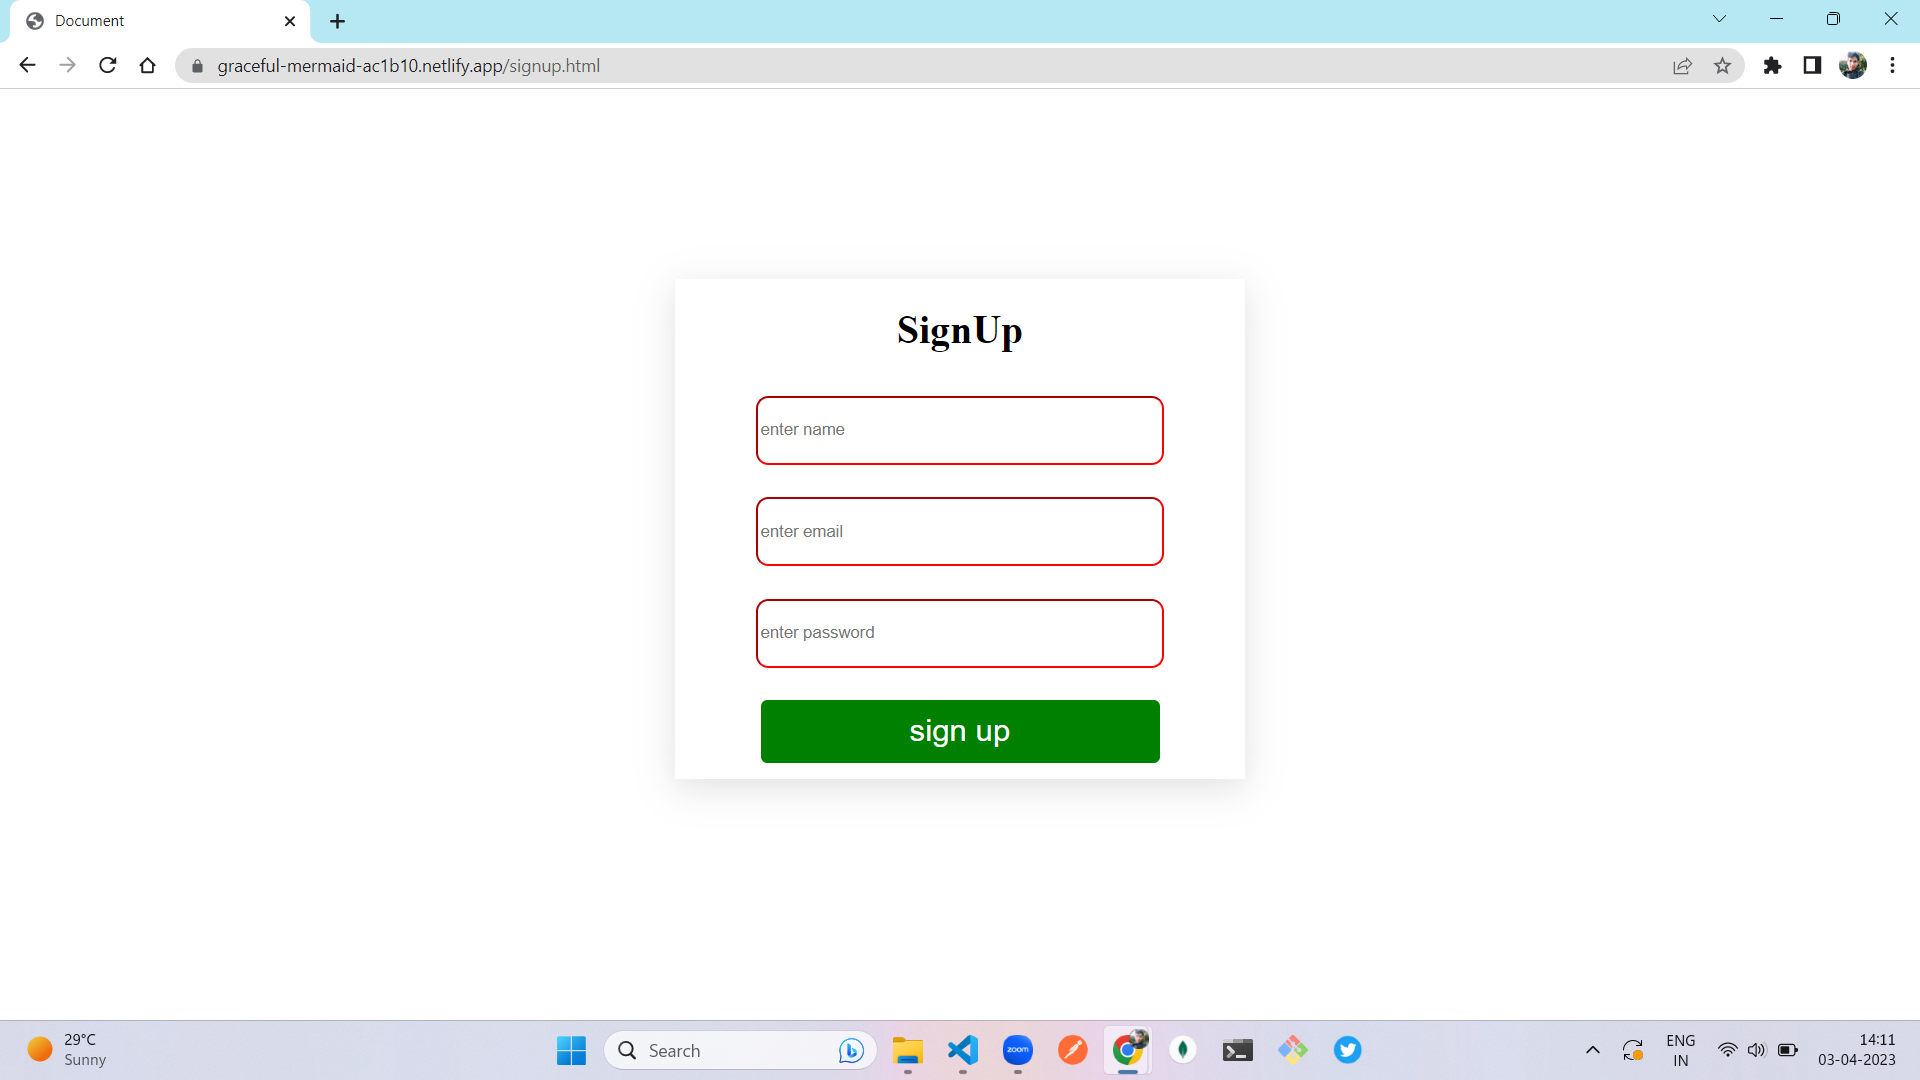 Document
graceful-mermaid-ac1b10.netlify.app/signup.html
SignUp
enter name
enter email
enter password
sign up
29°C
Sunny
Search
zoom
ENG
IN
14:11
03-04-2023